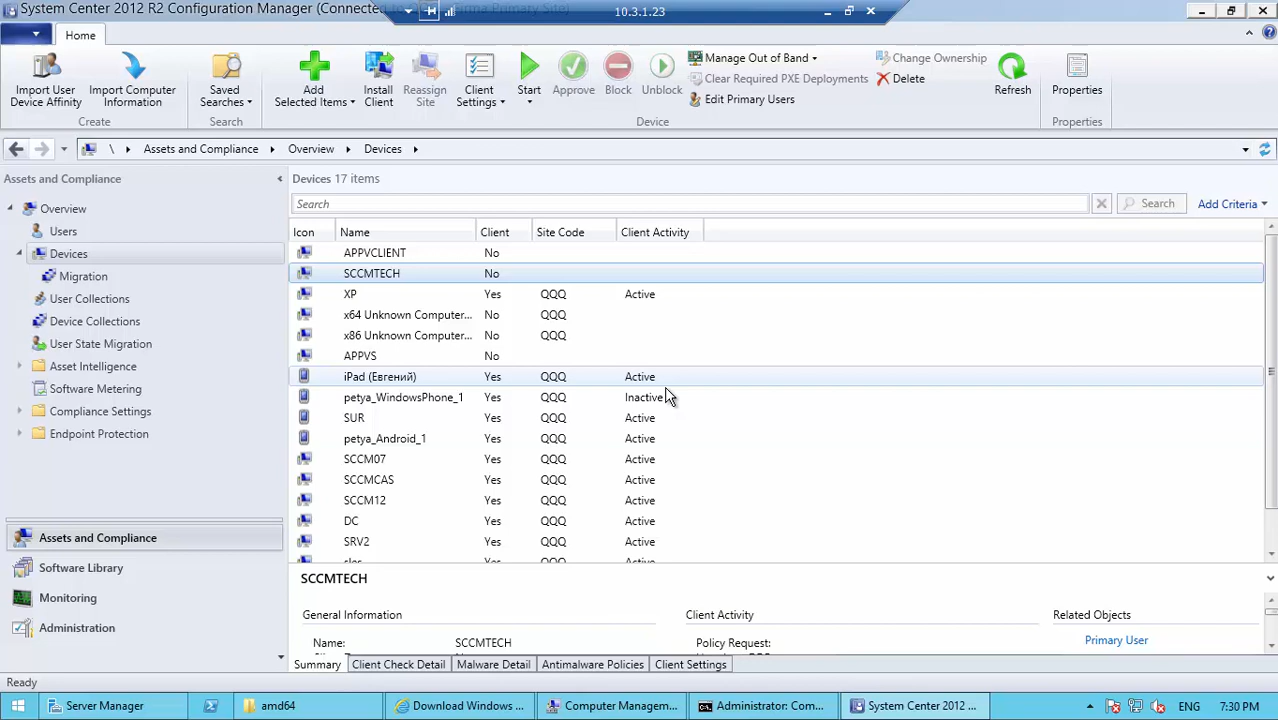 System Center 2012 R2 Configuration Manager (Connected to
Primary Site)
10.3.1.23
Home
Import User Device Affinity
Import Computer Information
Saved Searches
Add Selected Items
Install Client
Reassign Site
Client Settings
Start
Approve
Block
Unblock
Manage Out of Band
Clear Required PXE Deployments
Edit Primary Users
Change Ownership
Delete
Refresh
Properties
Create
Search
Device
Properties
\ Assets and Compliance Overview Devices
Assets and Compliance
Overview
Users
Devices
Migration
User Collections
Device Collections
User State Migration
Asset Intelligence
Software Metering
Compliance Settings
Endpoint Protection
Assets and Compliance
Software Library
Monitoring
Administration
Devices 17 items
Search
Search
Add Criteria
Icon Name Client Site Code Client Activity
APPVCLIENT No
SCCMTECH No
XP Yes QQQ Active
x64 Unknown Computer... No QQQ
x86 Unknown Computer... No QQQ
APPVS No
iPad (Евгений) Yes QQQ Active
petya_WindowsPhone_1 Yes QQQ Inactive
SUR Yes QQQ Active
petya_Android_1 Yes QQQ Active
SCCM07 Yes QQQ Active
SCCMCAS Yes QQQ Active
SCCM12 Yes QQQ Active
DC Yes QQQ Active
SRV2 Yes QQQ Active
SCCMTECH
General Information
Name: SCCMTECH
Client Activity
Policy Request:
Related Objects
Primary User
Summary Client Check Detail Malware Detail Antimalware Policies Client Settings
Ready
Server Manager
amd64
Download Windows ...
Computer Managem...
Administrator: Com...
System Center 2012 ...
ENG 7:30 PM